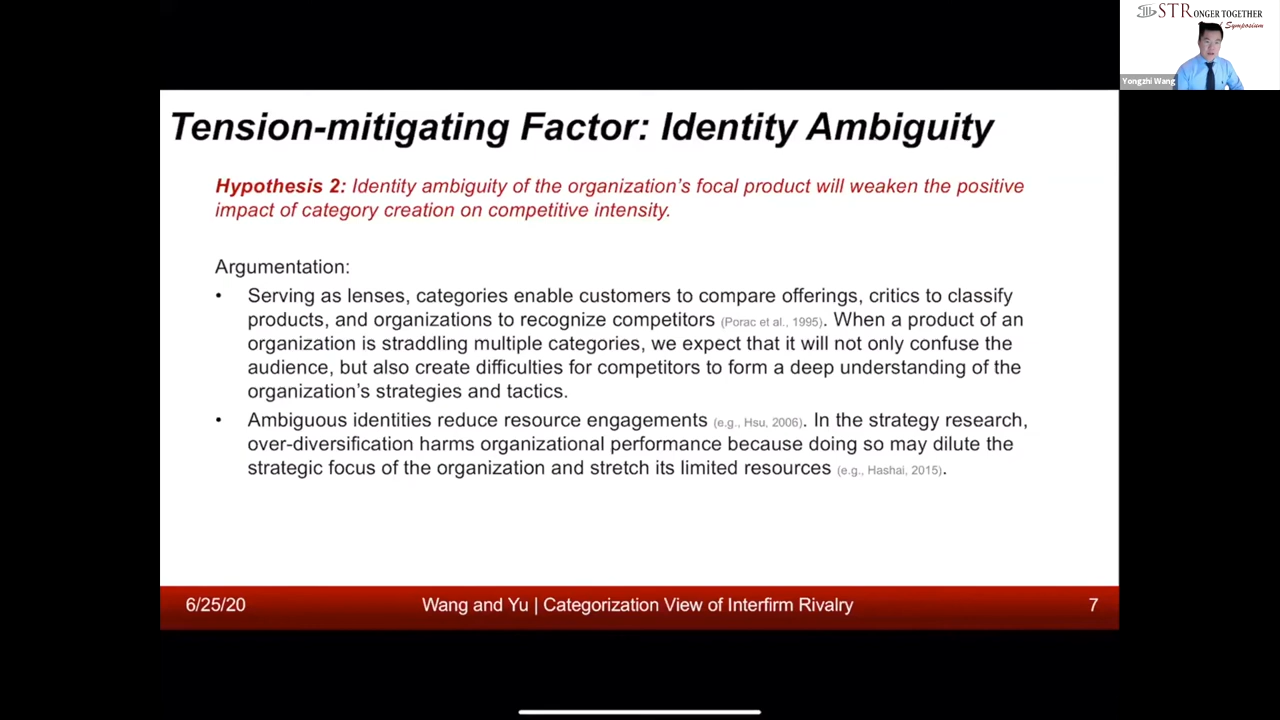 STRONGER TOGETHER
Symposium
Yongzhi Wang
Tension-mitigating Factor: Identity Ambiguity
Hypothesis 2: Identity ambiguity of the organization's focal product will weaken the positive
impact of category creation on competitive intensity.
Argumentation:
• Serving as lenses, categories enable customers to compare offerings, critics to classify
products, and organizations to recognize competitors (Porac et al., 1995). When a product of an
organization is straddling multiple categories, we expect that it will not only confuse the
audience, but also create difficulties for competitors to form a deep understanding of the
organization's strategies and tactics.
• Ambiguous identities reduce resource engagements (e.g., Hsu, 2006). In the strategy research,
over-diversification harms organizational performance because doing so may dilute the
strategic focus of the organization and stretch its limited resources (e.g., Hashai, 2015).
6/25/20
Wang and Yu | Categorization View of Interfirm Rivalry
7